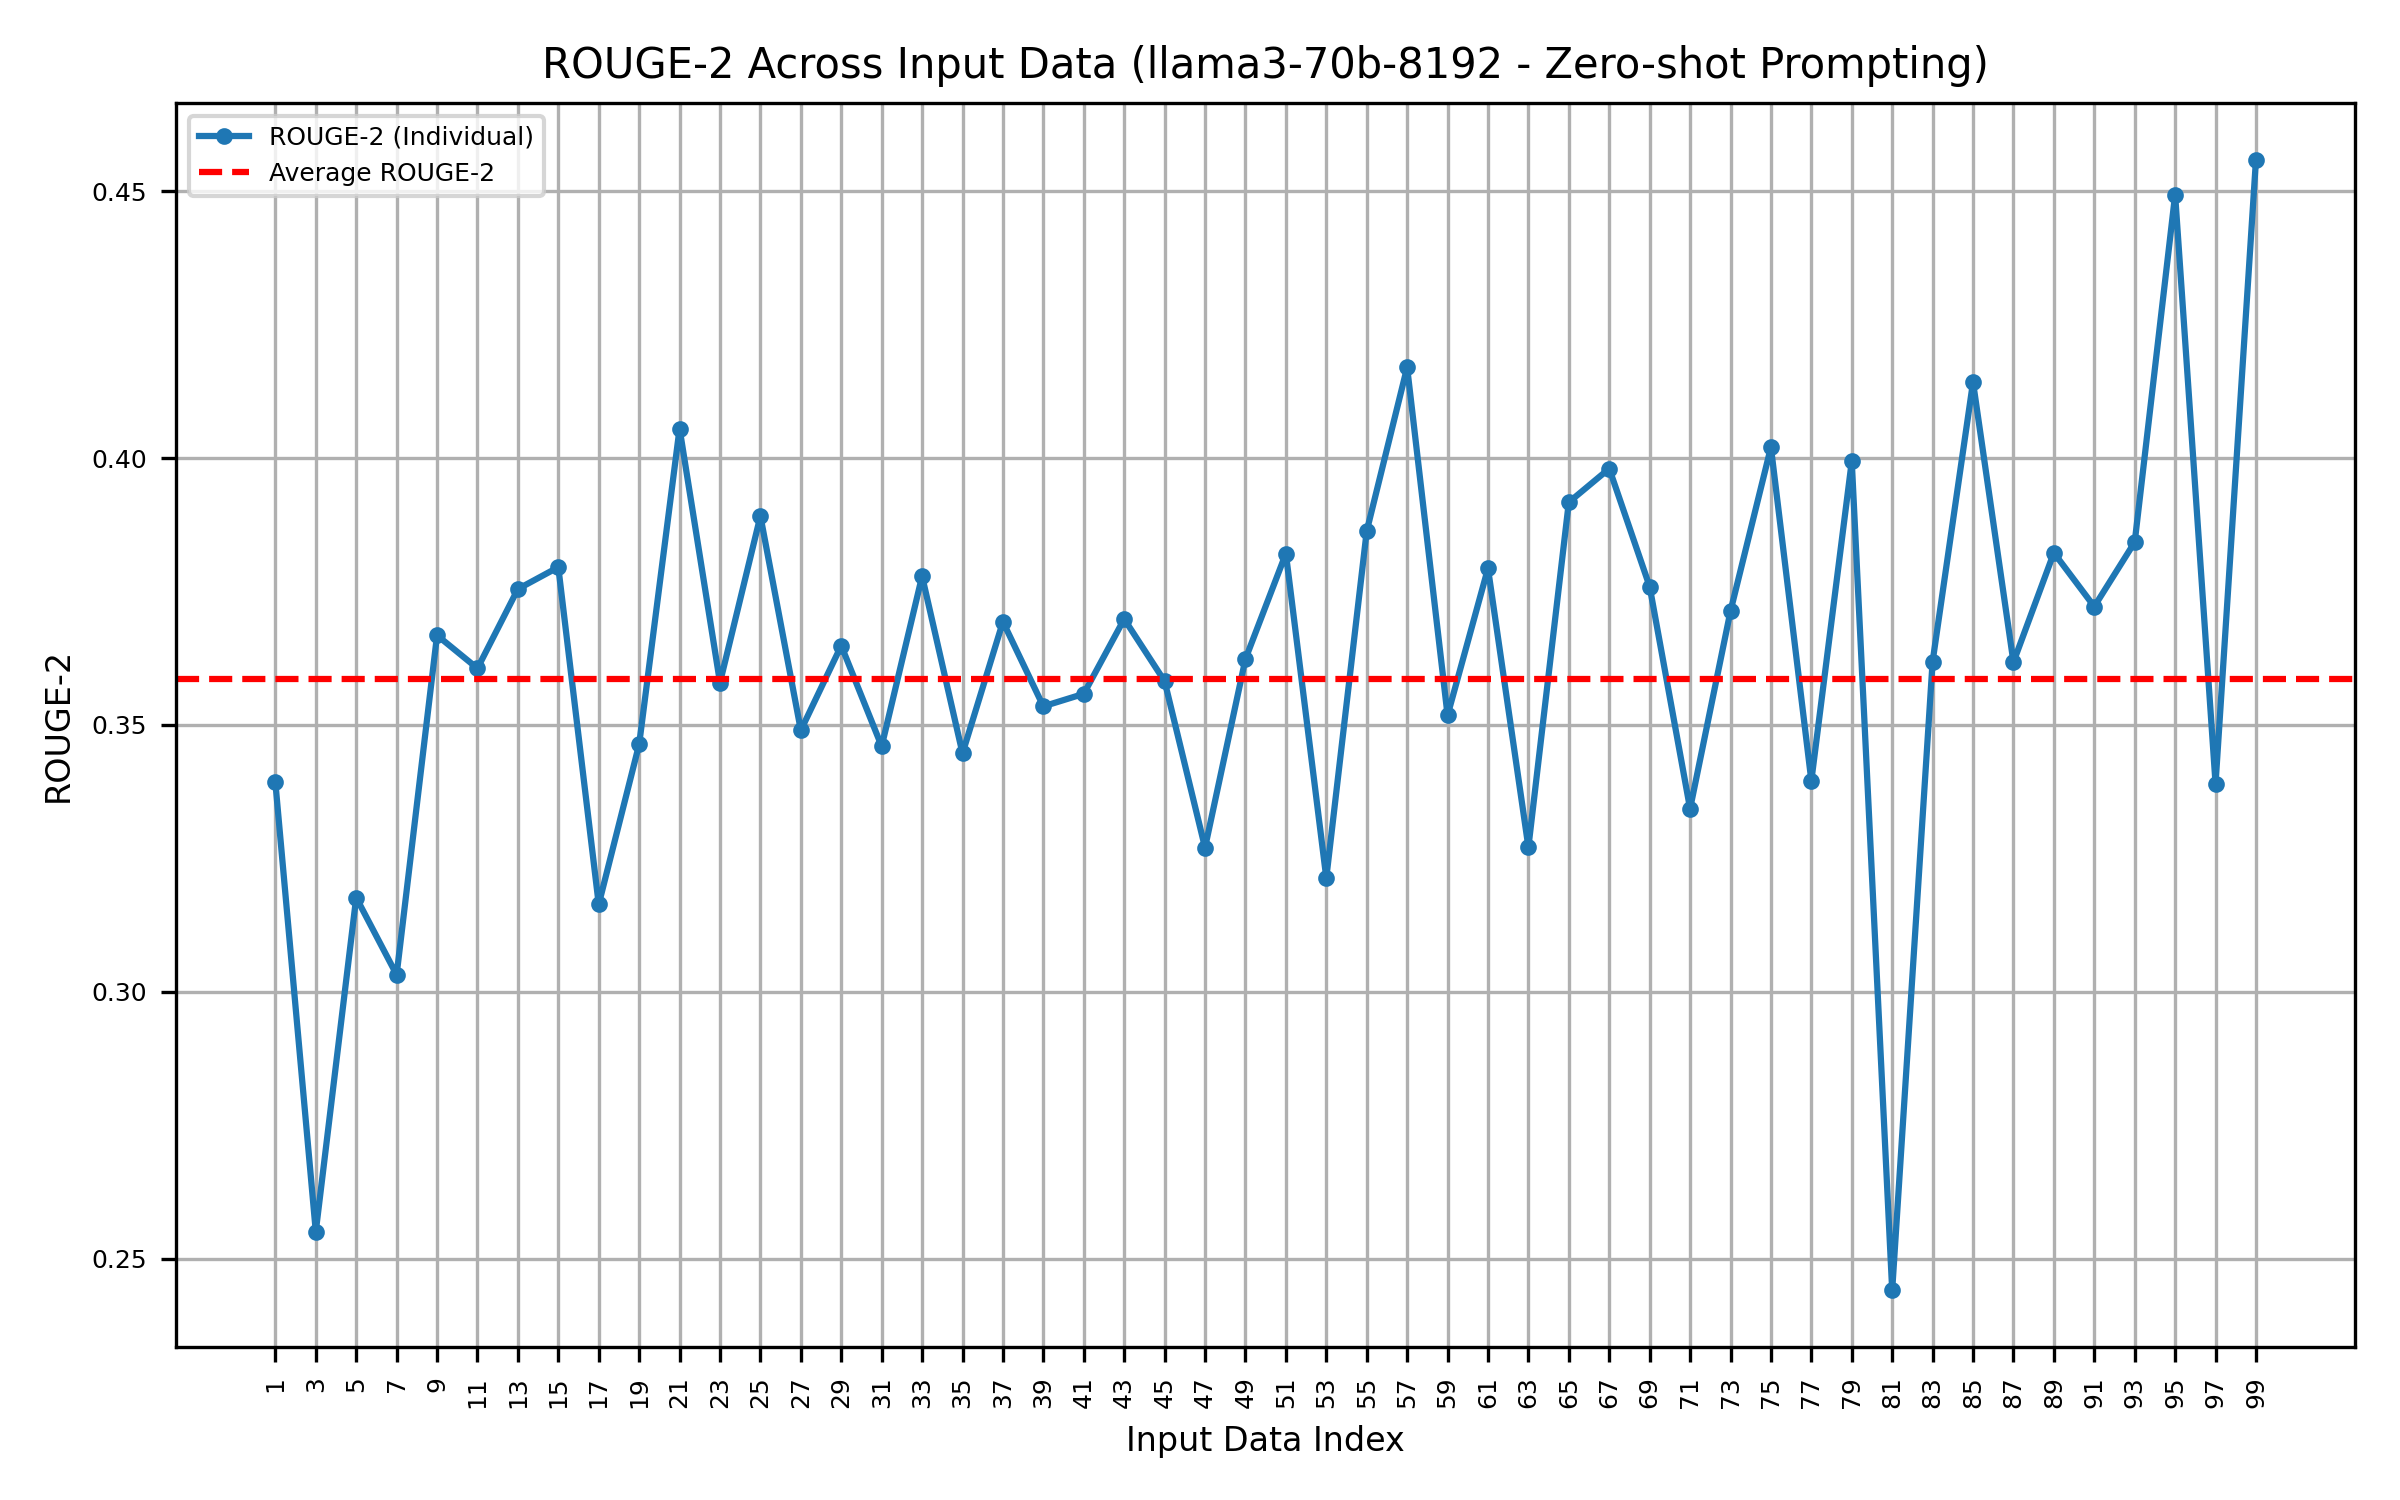 ROUGE-2 Across Input Data (llama3-70b-8192 - Zero-shot Prompting)
ROUGE-2 (Individual)
Average ROUGE-2
0.45
0.40
0.35
0.30
0.25
ROUGE-2
1 3 5 7 9 11 13 15 17 19 21 23 25 27 29 31 33 35 37 39 41 43 45 47 49 51 53 55 57 59 61 63 65 67 69 71 73 75 77 79 81 83 85 87 89 91 93 95 97 99
Input Data Index